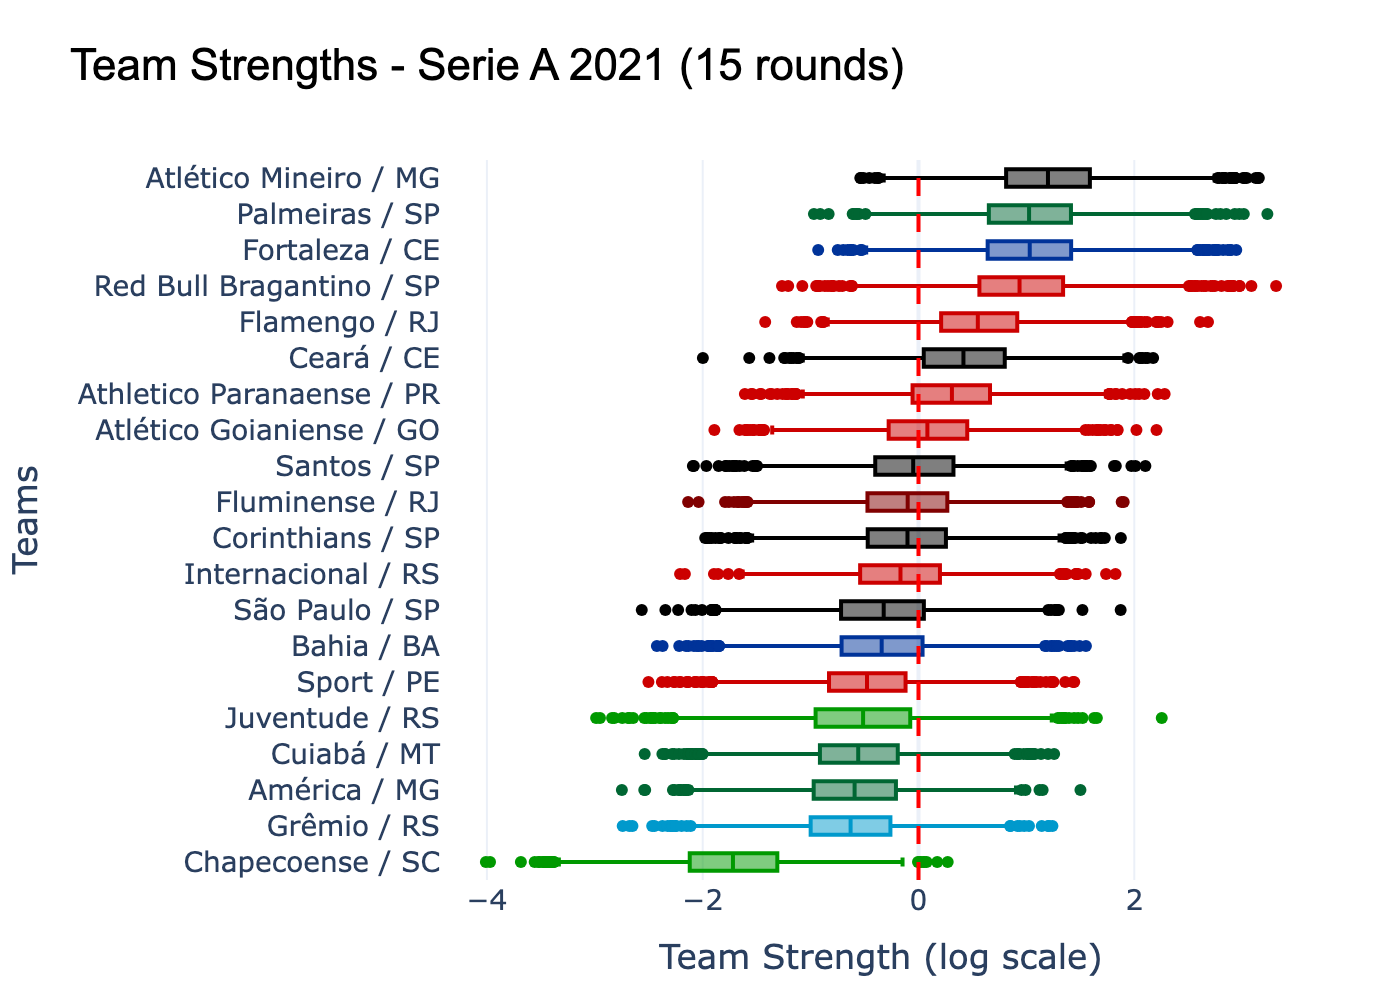 Team Strengths - Serie A 2021 (15 rounds)
Atlético Mineiro / MG
Palmeiras / SP
Fortaleza / CE
Red Bull Bragantino / SP
Flamengo / RJ
Ceará / CE
Athletico Paranaense / PR
Atlético Goianiense / GO
Santos / SP
Fluminense / RJ
Corinthians / SP
Internacional / RS
São Paulo / SP
Bahia / BA
Sport / PE
Juventude / RS
Cuiabá / MT
América / MG
Grêmio / RS
Chapecoense / SC
Teams
−4 −2 0 2
Team Strength (log scale)